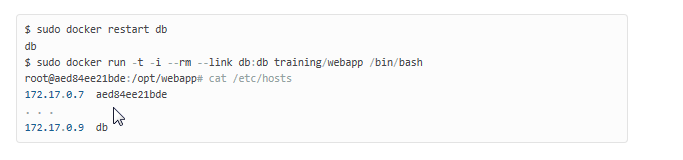 $ sudo docker restart db
db
$ sudo docker run -t -i --rm --link db:db training/webapp /bin/bash
root@aed84ee21bde:/opt/webapp# cat /etc/hosts
172.17.0.7  aed84ee21bde
. . .
172.17.0.9  db